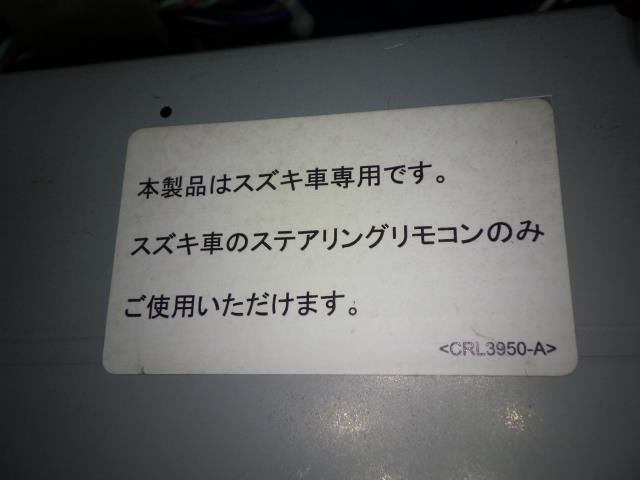 本製品はスズキ車専用です。
スズキ車のステアリングリモコンのみ
ご使用いただけます。
<CRL3950-A>